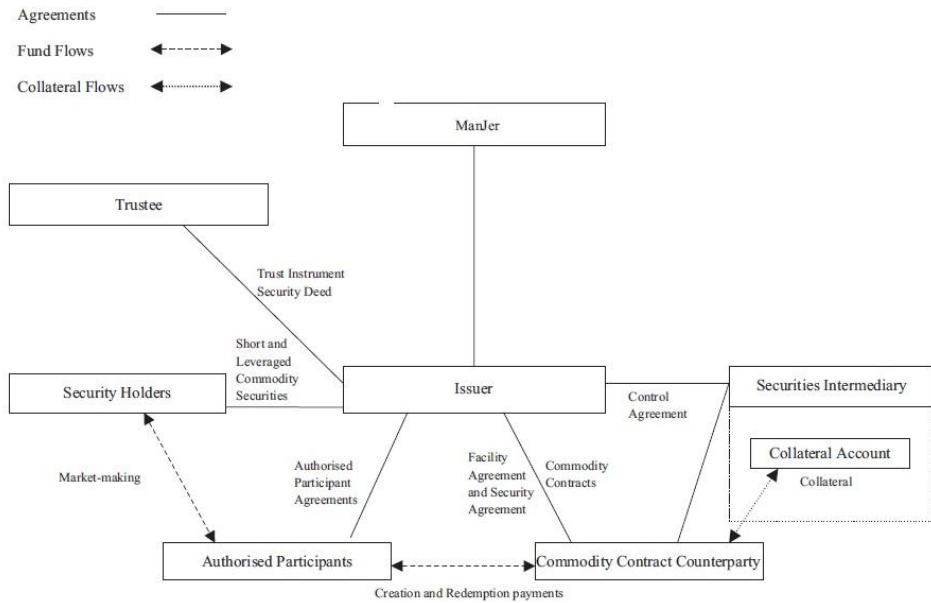 Agreements
Fund Flows
Collateral Flows
ManJer
Trustee
Trust Instrument
Security Deed
Short and
Leveraged
Commodity
Securities
Security Holders
Issuer
Securities Intermediary
Control
Agreement
Collateral Account
Collateral
Market-making
Authorised
Participant
Agreements
Facility
Agreement
and Security
Agreement
Commodity
Contracts
Authorised Participants
Commodity Contract Counterparty
Creation and Redemption payments